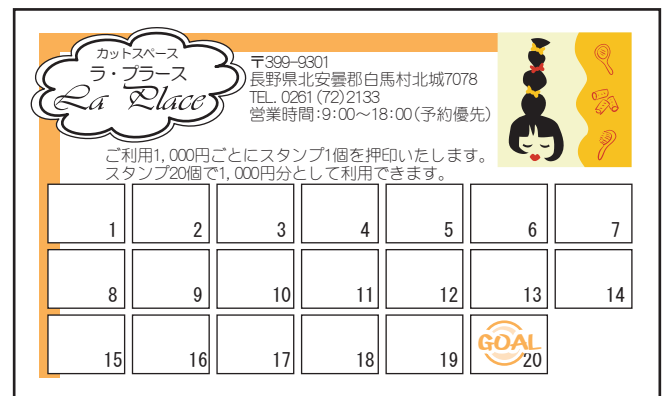 カットスペース
ラ・プラース
La Place
〒399-9301
長野県北安曇郡白馬村北城7078
TEL. 0261(72)2133
営業時間:9:00～18:00(予約優先)
ご利用1,000円ごとにスタンプ1個を押印いたします。
スタンプ20個で1,000円分として利用できます。
1 2 3 4 5 6 7
8 9 10 11 12 13 14
15 16 17 18 19 GOAL 20